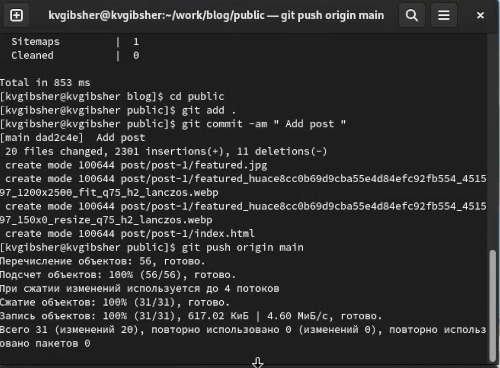 kvgibsher@kvgibsher:~/work/blog/public — git push origin main
Sitemaps | 1
Cleaned | 0
Total in 853 ms
[kvgibsher@kvgibsher blog]$ cd public
[kvgibsher@kvgibsher public]$ git add .
[kvgibsher@kvgibsher public]$ git commit -am " Add post "
[main dad2c4e]  Add post
 20 files changed, 2301 insertions(+), 11 deletions(-)
 create mode 100644 post/post-1/featured.jpg
 create mode 100644 post/post-1/featured_huace8cc0b69d9cba55e4d84efc92fb554_4515
97_1200x2500_fit_q75_h2_lanczos.webp
 create mode 100644 post/post-1/featured_huace8cc0b69d9cba55e4d84efc92fb554_4515
97_150x0_resize_q75_h2_lanczos.webp
 create mode 100644 post/post-1/index.html
[kvgibsher@kvgibsher public]$ git push origin main
Перечисление объектов: 56, готово.
Подсчет объектов: 100% (56/56), готово.
При сжатии изменений используется до 4 потоков
Сжатие объектов: 100% (31/31), готово.
Запись объектов: 100% (31/31), 617.02 КиБ | 4.60 МиБ/с, готово.
Всего 31 (изменений 20), повторно использовано 0 (изменений 0), повторно использ
овано пакетов 0